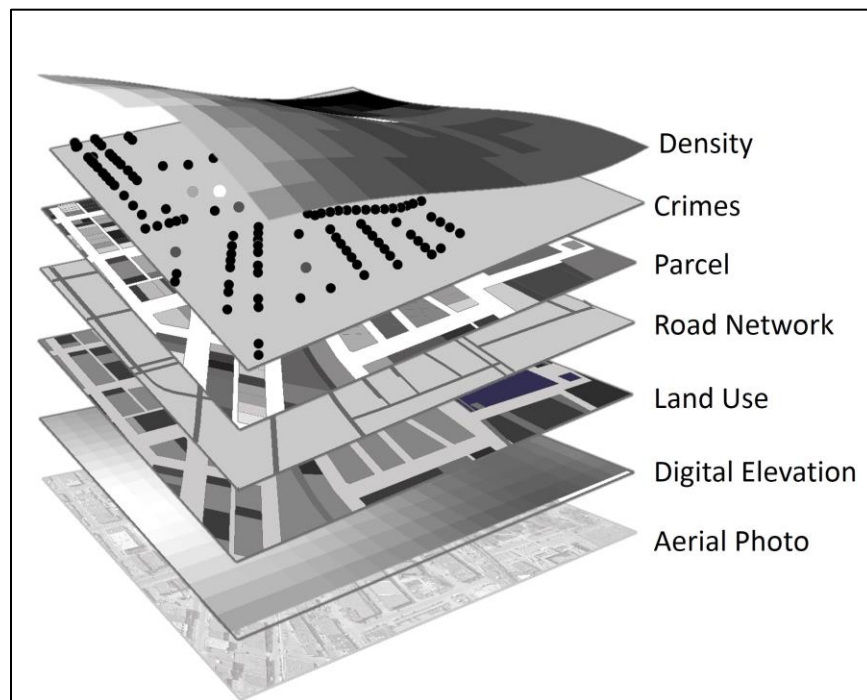 Density
Crimes
Parcel
Road Network
Land Use
Digital Elevation
Aerial Photo